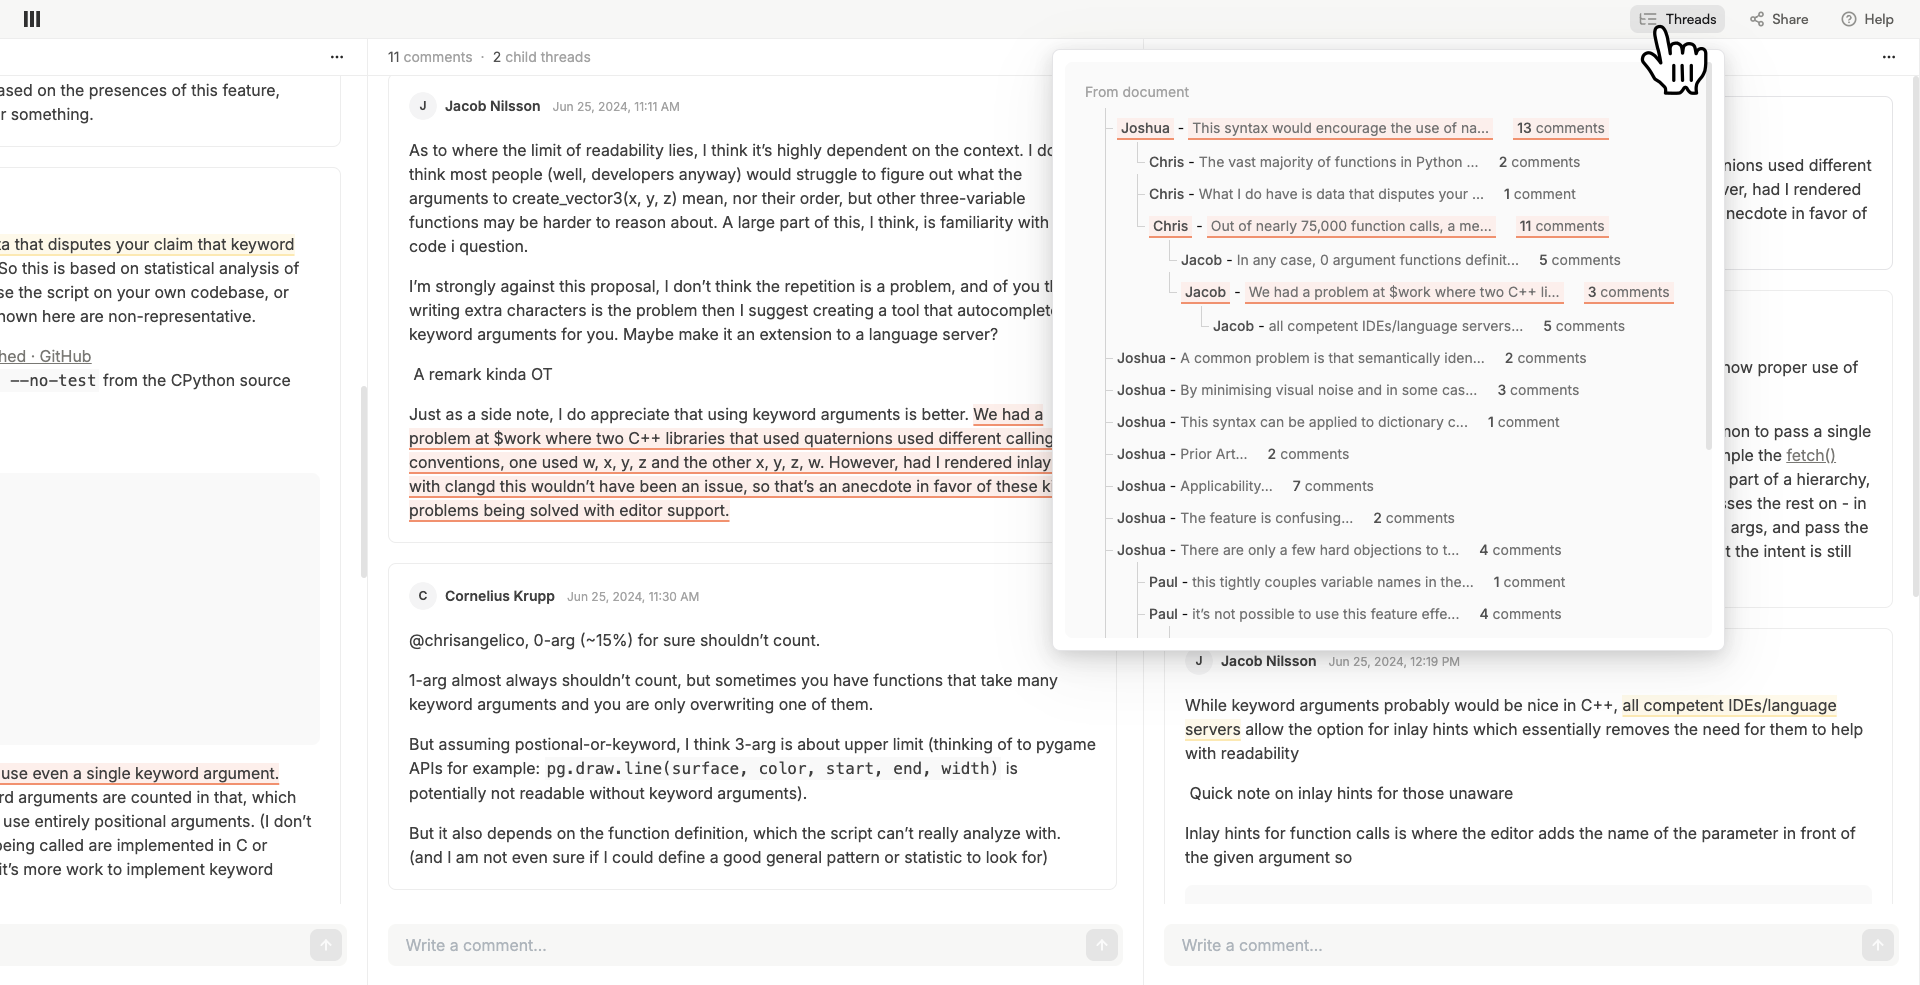 Threads
Share
Help
ased on the presences of this feature,
r something.
a that disputes your claim that keyword
So this is based on statistical analysis of
se the script on your own codebase, or
nown here are non-representative.
hed · GitHub
--no-test from the CPython source
use even a single keyword argument.
rd arguments are counted in that, which
use entirely positional arguments. (I don't
being called are implemented in C or
it's more work to implement keyword
11 comments · 2 child threads
J Jacob Nilsson Jun 25, 2024, 11:11 AM
As to where the limit of readability lies, I think it's highly dependent on the context. I do
think most people (well, developers anyway) would struggle to figure out what the
arguments to create_vector3(x, y, z) mean, nor their order, but other three-variable
functions may be harder to reason about. A large part of this, I think, is familiarity with
code i question.
I'm strongly against this proposal, I don't think the repetition is a problem, and of you t
writing extra characters is the problem then I suggest creating a tool that autocomplet
keyword arguments for you. Maybe make it an extension to a language server?
A remark kinda OT
Just as a side note, I do appreciate that using keyword arguments is better. We had a
problem at $work where two C++ libraries that used quaternions used different calling
conventions, one used w, x, y, z and the other x, y, z, w. However, had I rendered inlay
with clangd this wouldn't have been an issue, so that's an anecdote in favor of these k
problems being solved with editor support.
C Cornelius Krupp Jun 25, 2024, 11:30 AM
@chrisangelico, 0-arg (~15%) for sure shouldn't count.
1-arg almost always shouldn't count, but sometimes you have functions that take many
keyword arguments and you are only overwriting one of them.
But assuming postional-or-keyword, I think 3-arg is about upper limit (thinking of to pygame
APIs for example: pg.draw.line(surface, color, start, end, width) is
potentially not readable without keyword arguments).
But it also depends on the function definition, which the script can't really analyze with.
(and I am not even sure if I could define a good general pattern or statistic to look for)
Write a comment...
From document
Joshua - This syntax would encourage the use of na... 13 comments
Chris - The vast majority of functions in Python ... 2 comments
Chris - What I do have is data that disputes your ... 1 comment
Chris - Out of nearly 75,000 function calls, a me... 11 comments
Jacob - In any case, 0 argument functions definit... 5 comments
Jacob - We had a problem at $work where two C++ li... 3 comments
Jacob - all competent IDEs/language servers... 5 comments
Joshua - A common problem is that semantically iden... 2 comments
Joshua - By minimising visual noise and in some cas... 3 comments
Joshua - This syntax can be applied to dictionary c... 1 comment
Joshua - Prior Art... 2 comments
Joshua - Applicability... 7 comments
Joshua - The feature is confusing... 2 comments
Joshua - There are only a few hard objections to t... 4 comments
Paul - this tightly couples variable names in the... 1 comment
Paul - it's not possible to use this feature effe... 4 comments
nions used different
ver, had I rendered
necdote in favor of
now proper use of
non to pass a single
mple the fetch()
part of a hierarchy,
sses the rest on - in
args, and pass the
t the intent is still
J Jacob Nilsson Jun 25, 2024, 12:19 PM
While keyword arguments probably would be nice in C++, all competent IDEs/language
servers allow the option for inlay hints which essentially removes the need for them to help
with readability
Quick note on inlay hints for those unaware
Inlay hints for function calls is where the editor adds the name of the parameter in front of
the given argument so
Write a comment...